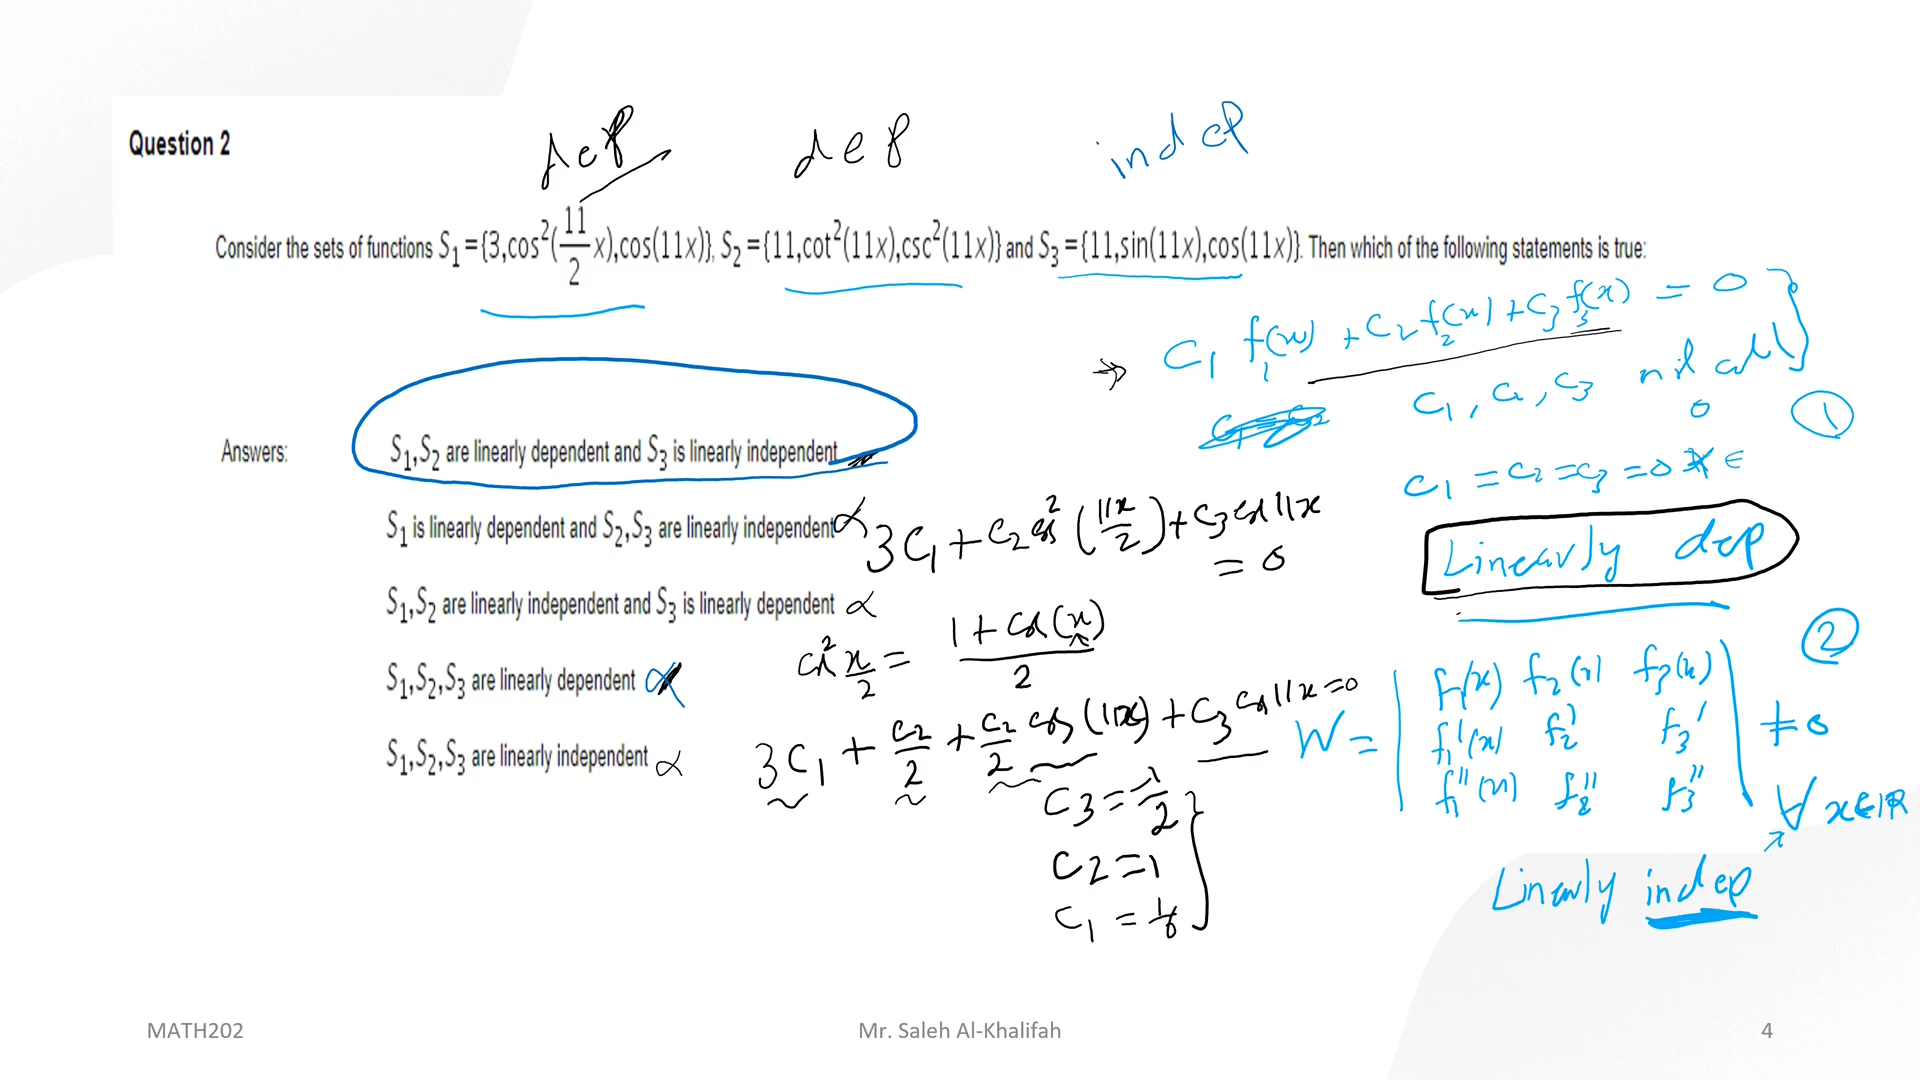 Question 2
dep dep indep
Consider the sets of functions S₁ ={3,cos²(11/2 x),cos(11x)}, S₂ ={11,cot²(11x),csc²(11x)} and S₃ ={11,sin(11x),cos(11x)}. Then which of the following statements is true:
C₁ f₁(x) + C₂ f₂(x) + C₃ f₃(x) = 0
C₁, C₂, C₃ not all 0
①
C₁ = C₂ = C₃ = 0
Answers: S₁,S₂ are linearly dependent and S₃ is linearly independent
S₁ is linearly dependent and S₂,S₃ are linearly independent
S₁,S₂ are linearly independent and S₃ is linearly dependent
S₁,S₂,S₃ are linearly dependent
S₁,S₂,S₃ are linearly independent
3C₁ + C₂ cos² (11x/2) + C₃ cos 11x
= 0
Linearly dep
cos² x/2 = 1 + cos(x) / 2
3C₁ + C₂/2 + C₂/2 cos(11x) + C₃ cos 11x = 0
C₂ = 1
②
W = | f₁(x) f₂(x) f₃(x) |
f₁'(x) f₂' f₃' ≠ 0
f₁''(x) f₂'' f₃'' ∀ x∈ℝ
Linearly indep
MATH202
Mr. Saleh Al-Khalifah
4